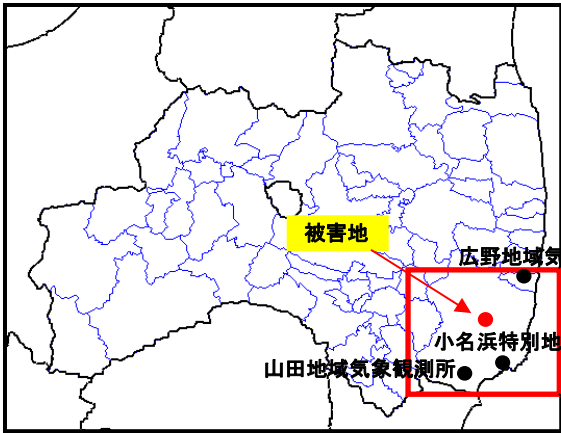 被害地
広野地域気
小名浜特別地
山田地域気象観測所